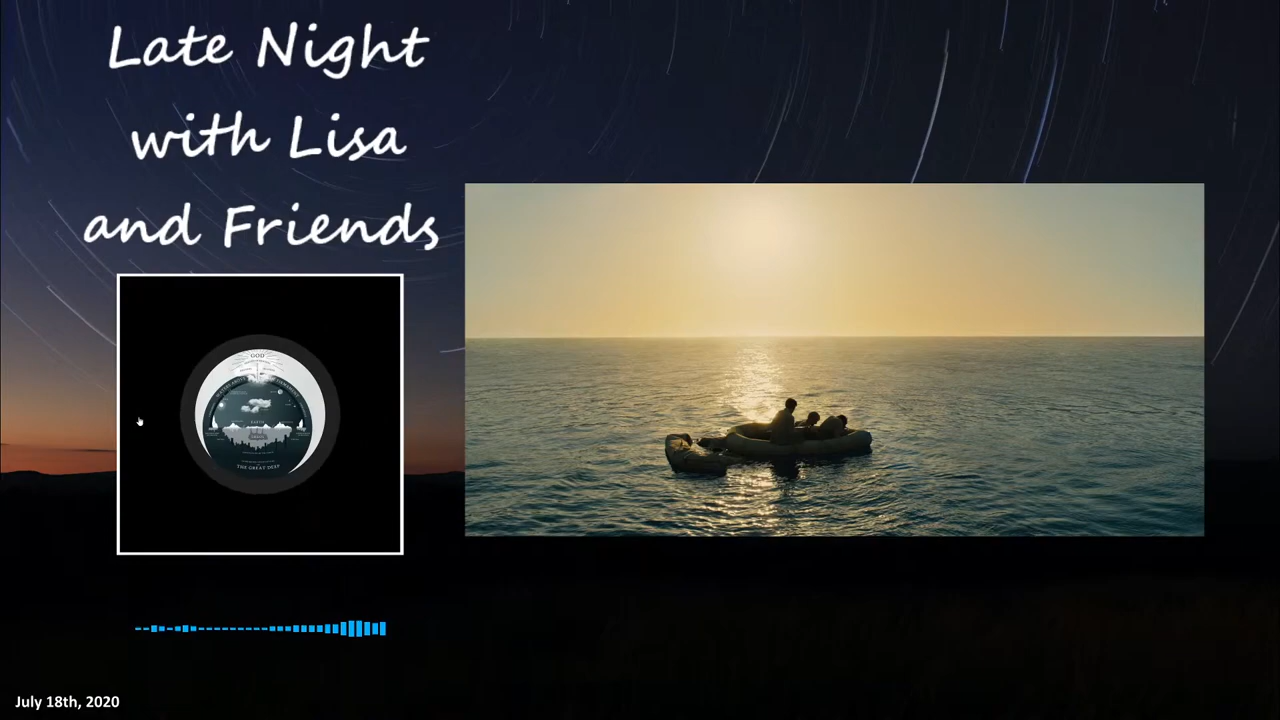 Late Night
with Lisa
and Friends
GOD
EARTH
THE GREAT DEEP
July 18th, 2020